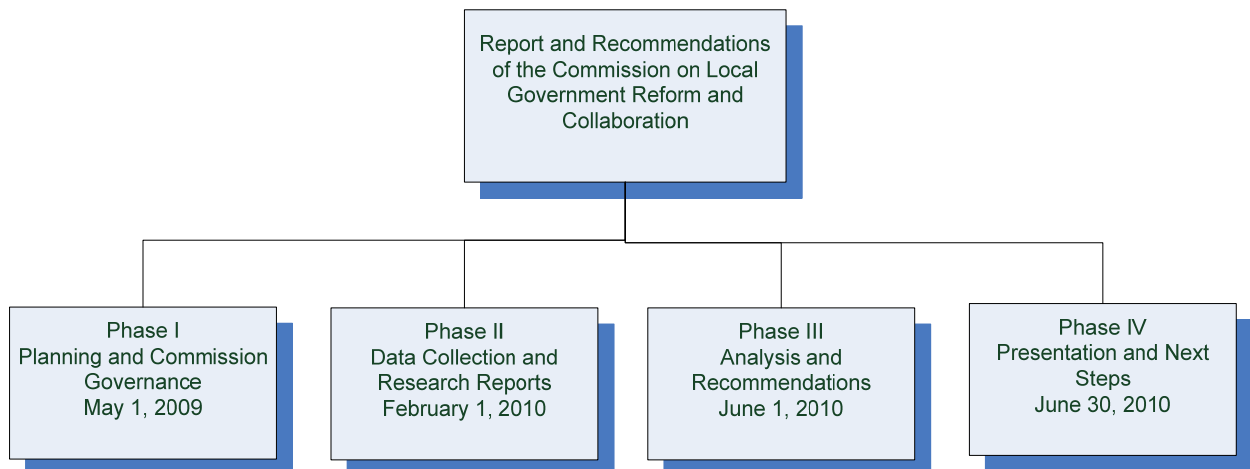 Report and Recommendations
of the Commission on Local
Government Reform and
Collaboration
Phase I
Planning and Commission
Governance
May 1, 2009
Phase II
Data Collection and
Research Reports
February 1, 2010
Phase III
Analysis and
Recommendations
June 1, 2010
Phase IV
Presentation and Next
Steps
June 30, 2010